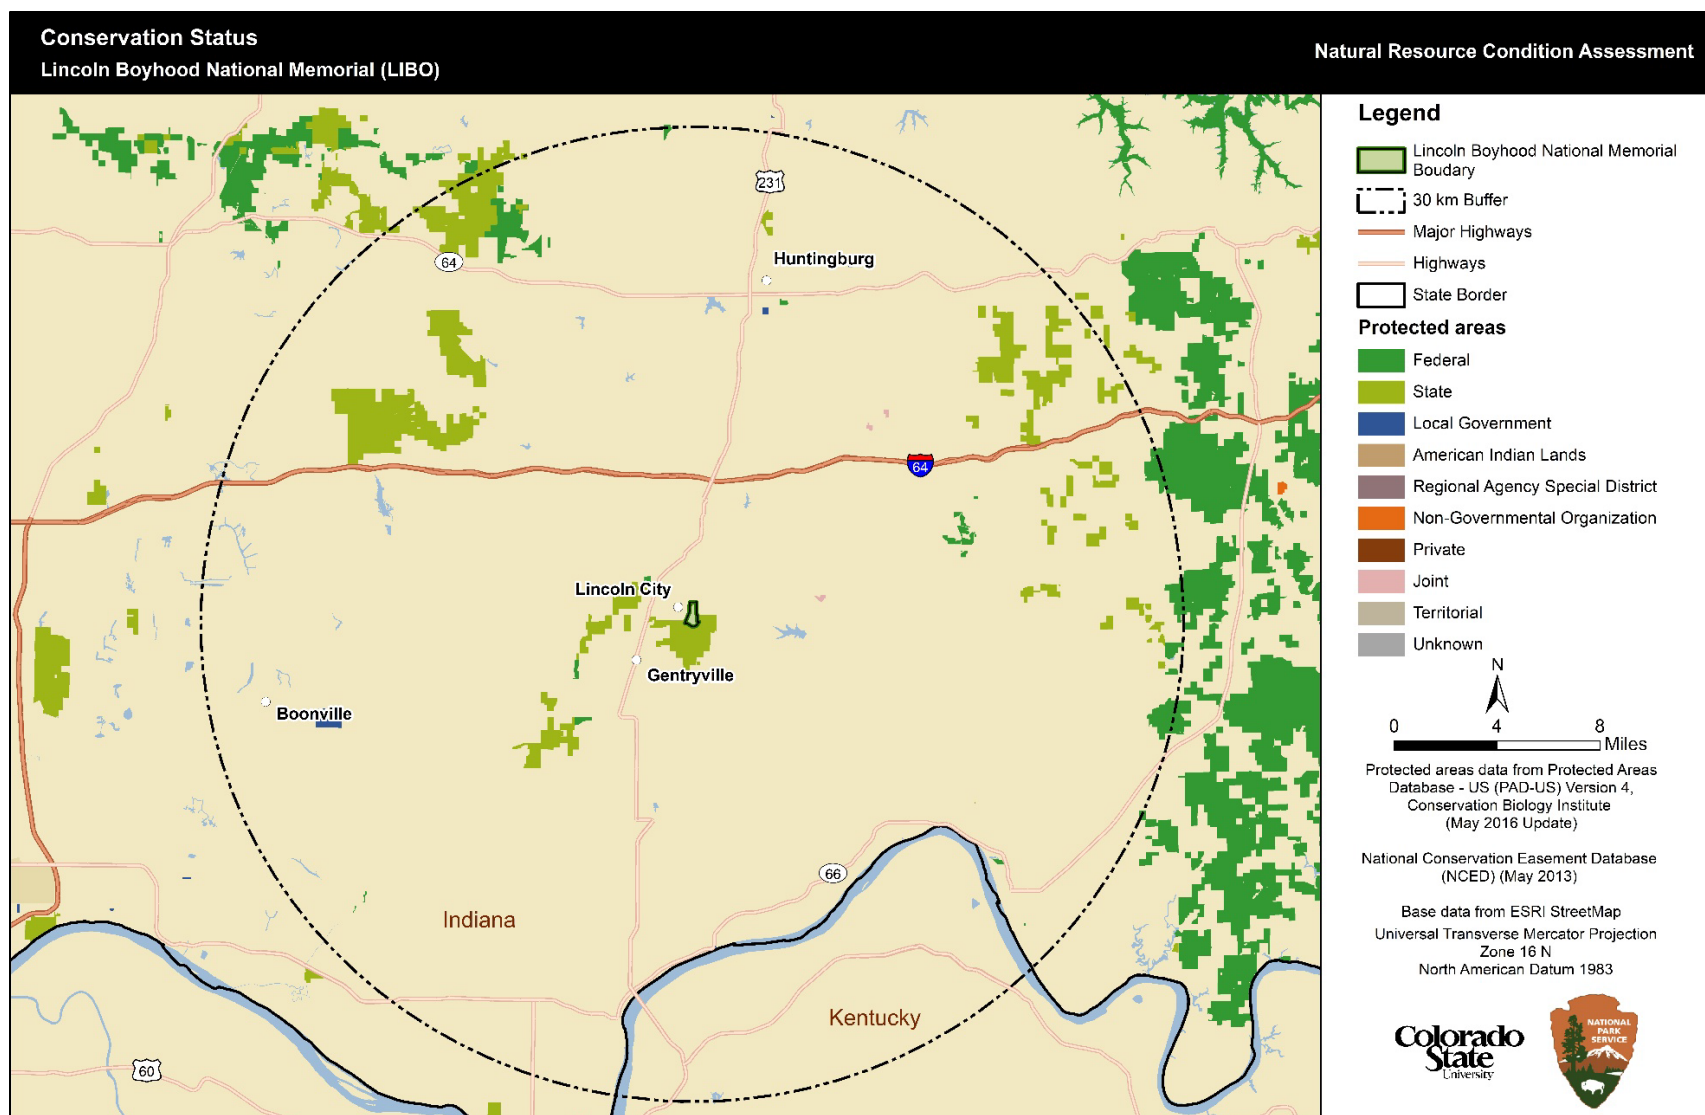 Conservation Status
Lincoln Boyhood National Memorial (LIBO)
Natural Resource Condition Assessment
231
64
Huntingburg
64
Lincoln City
Gentryville
Boonville
66
Indiana
Kentucky
60
Legend
Lincoln Boyhood National Memorial
Boudary
30 km Buffer
Major Highways
Highways
State Border
Protected areas
Federal
State
Local Government
American Indian Lands
Regional Agency Special District
Non-Governmental Organization
Private
Joint
Territorial
Unknown
N
0 4 8
Miles
Protected areas data from Protected Areas
Database - US (PAD-US) Version 4,
Conservation Biology Institute
(May 2016 Update)
National Conservation Easement Database
(NCED) (May 2013)
Base data from ESRI StreetMap
Universal Transverse Mercator Projection
Zone 16 N
North American Datum 1983
Colorado
State
University
NATIONAL
PARK
SERVICE